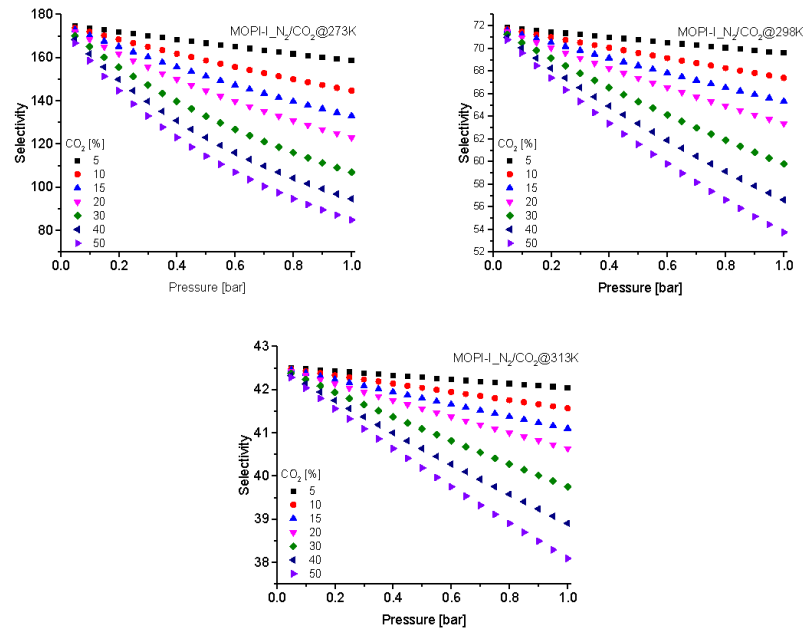 MOPI-I_N₂/CO₂@273K
180
160
140
120
100
80
Selectivity
CO₂ [%]
5
10
15
20
30
40
50
0.0 0.2 0.4 0.6 0.8 1.0
Pressure [bar]
MOPI-I_N₂/CO₂@298K
72
70
68
66
64
62
60
58
56
54
52
Selectivity
CO₂ [%]
5
10
15
20
30
40
50
0.0 0.2 0.4 0.6 0.8 1.0
Pressure [bar]
MOPI-I_N₂/CO₂@313K
43
42
41
40
39
38
Selectivity
CO₂ [%]
5
10
15
20
30
40
50
0.0 0.2 0.4 0.6 0.8 1.0
Pressure [bar]